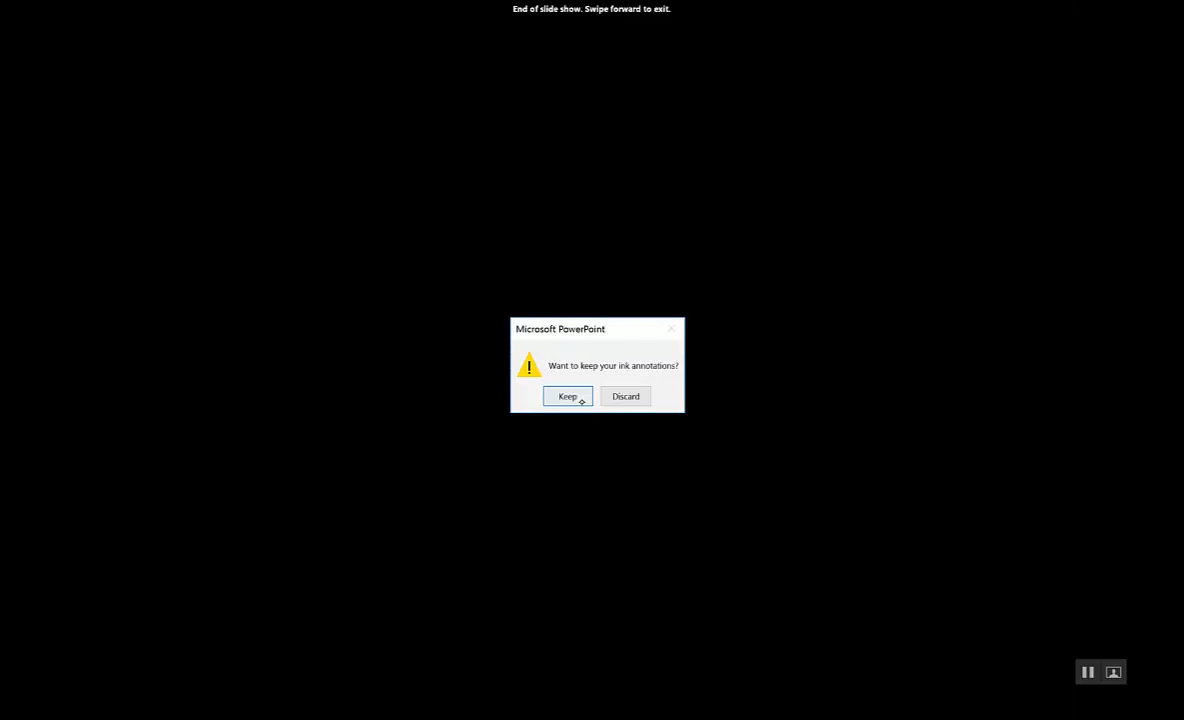 End of slide show. Swipe forward to exit.
Microsoft PowerPoint
Want to keep your ink annotations?
Keep
Discard